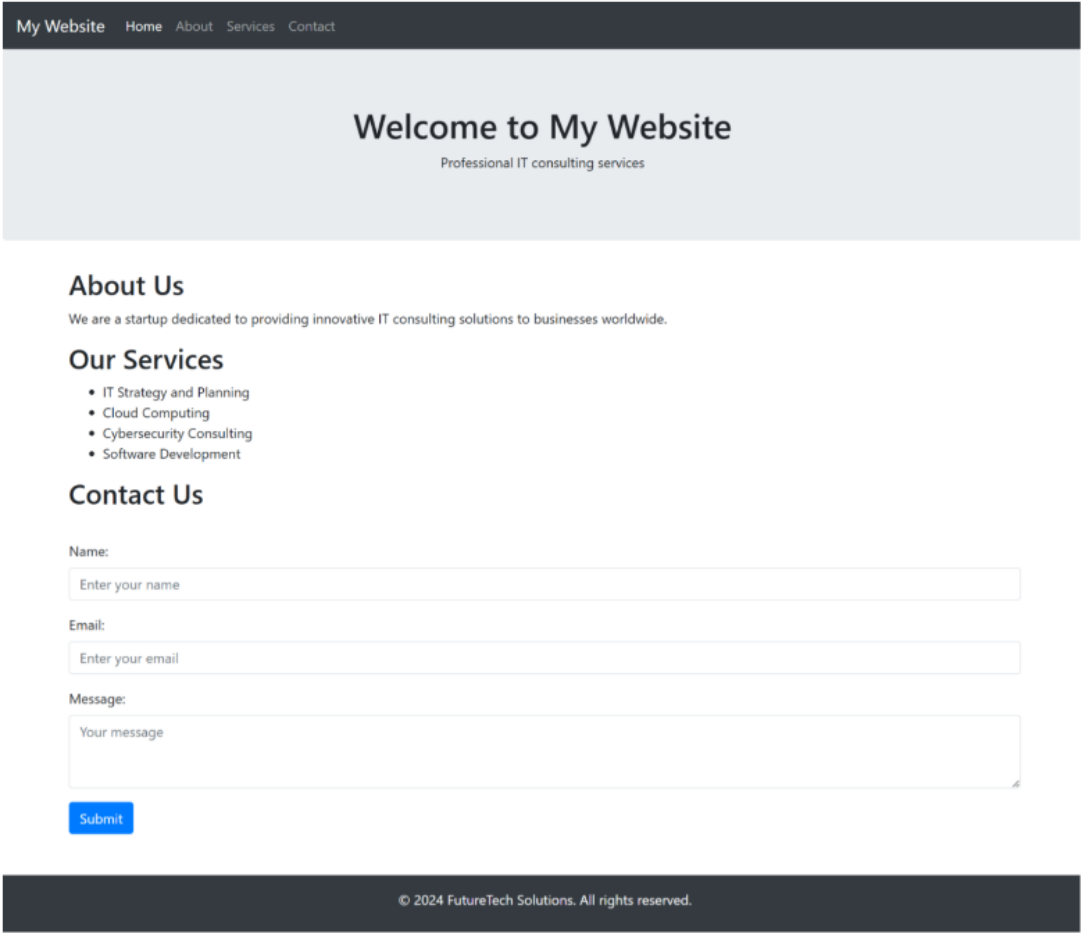 My Website Home About Services Contact
Welcome to My Website
Professional IT consulting services
About Us
We are a startup dedicated to providing innovative IT consulting solutions to businesses worldwide.
Our Services
• IT Strategy and Planning
• Cloud Computing
• Cybersecurity Consulting
• Software Development
Contact Us
Name:
Enter your name
Email:
Enter your email
Message:
Your message
Submit
© 2024 FutureTech Solutions. All rights reserved.